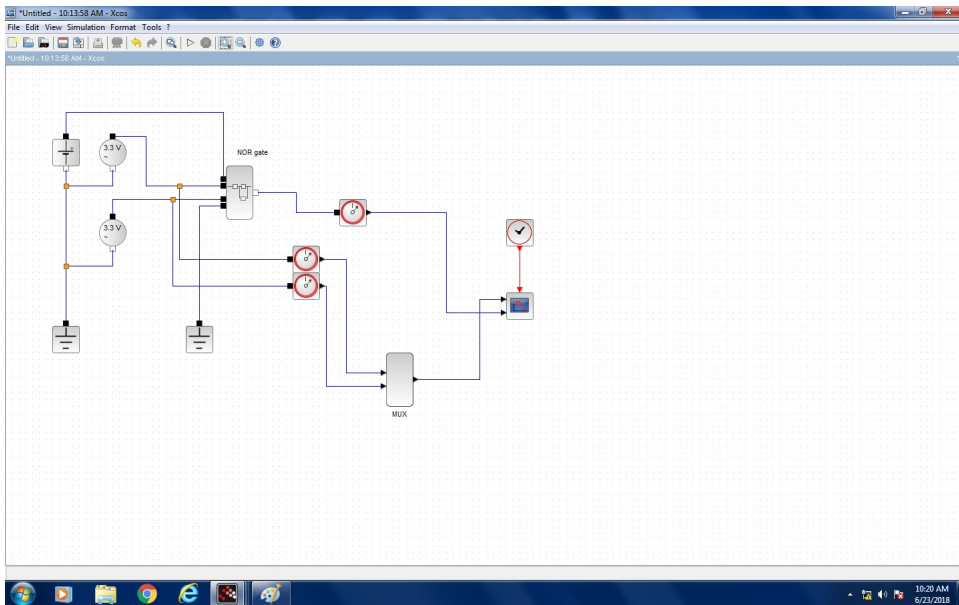 *Untitled - 10:13:58 AM - Xcos
File Edit View Simulation Format Tools ?
*Untitled - 10:13:58 AM - Xcos
3.3 V
~
NOR gate
3.3 V
~
MUX
10:20 AM
6/23/2018